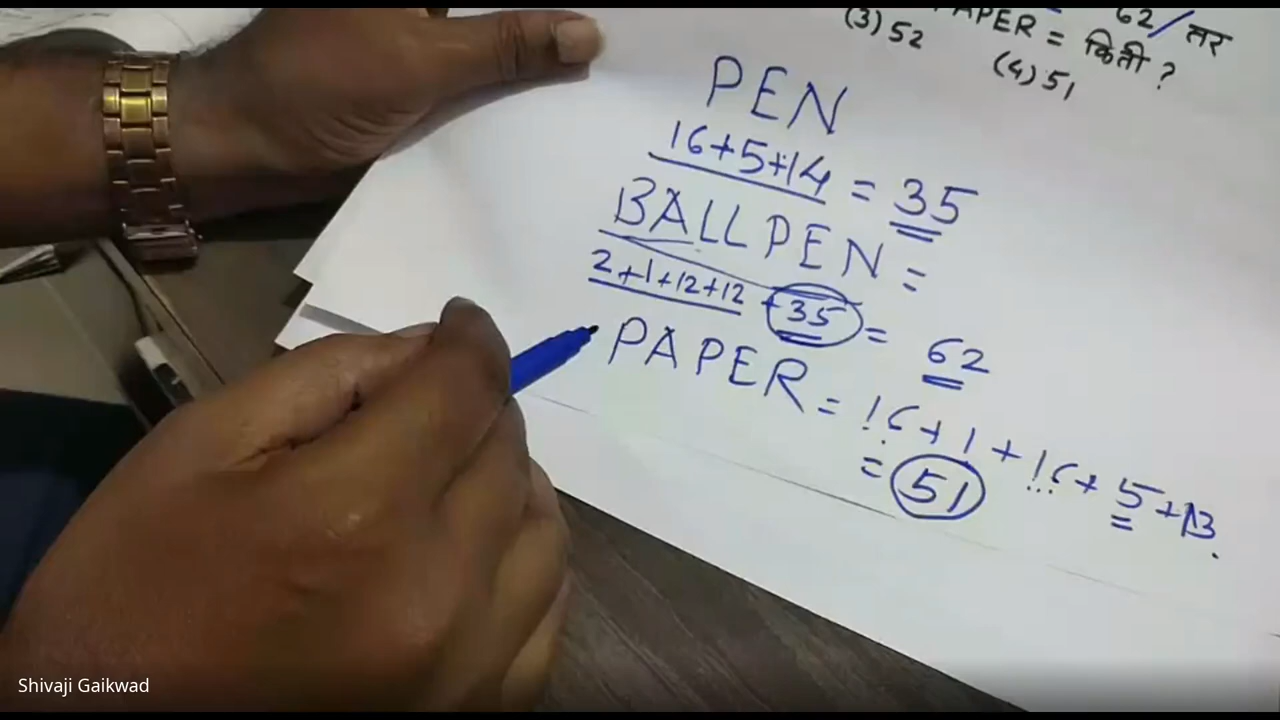 62/ तर
PAPER = किती ?
(3) 52
(4) 51
PEN
16+5+14 = 35
BALLPEN =
2+1+12+12 +35 = 62
PAPER = 16+1+16+5+13
= 51
Shivaji Gaikwad